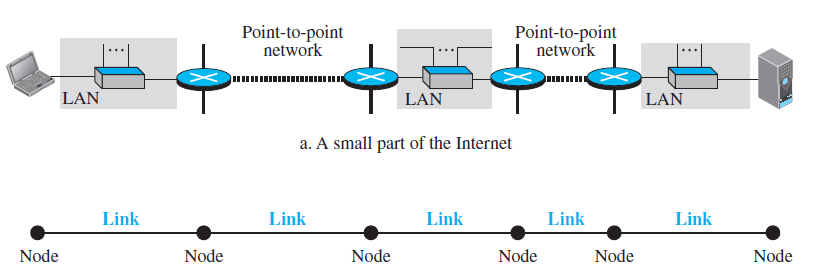 Point-to-point
network
Point-to-point
network
LAN
LAN
LAN
a. A small part of the Internet
Link
Link
Link
Link
Link
Node
Node
Node
Node
Node
Node